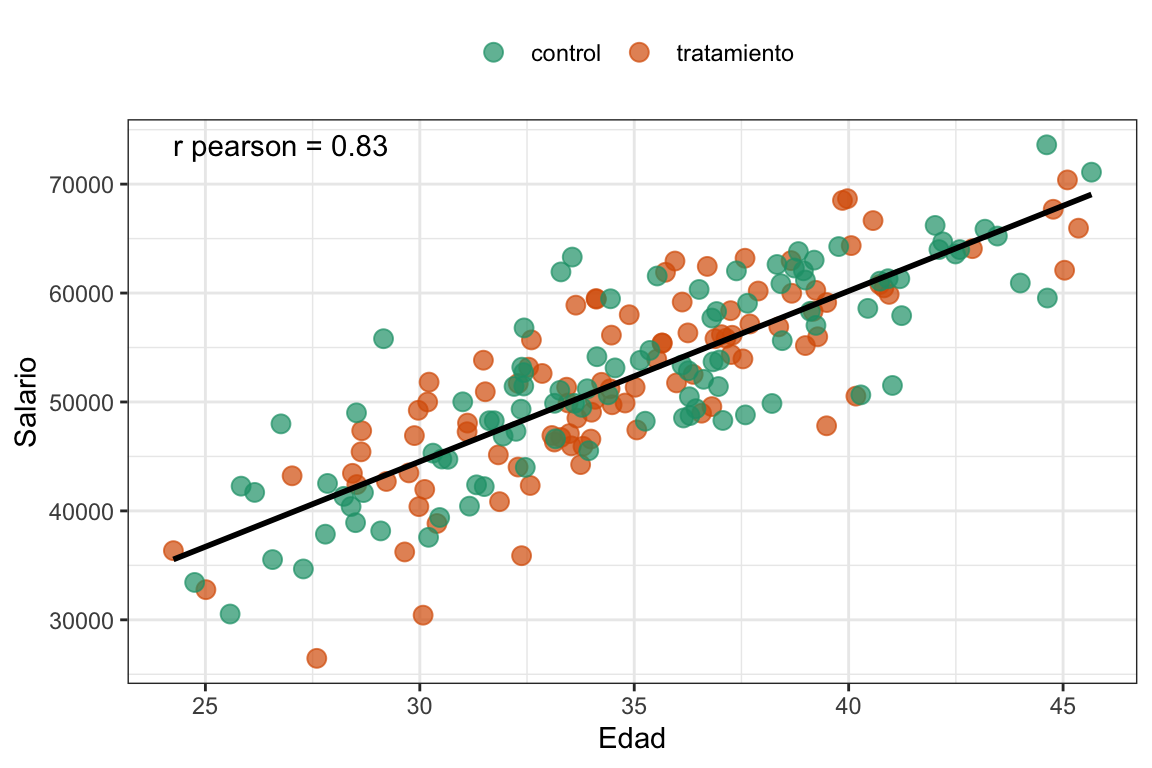 control tratamiento
r pearson = 0.83
70000
60000
50000
40000
30000
Salario
25 30 35 40 45
Edad